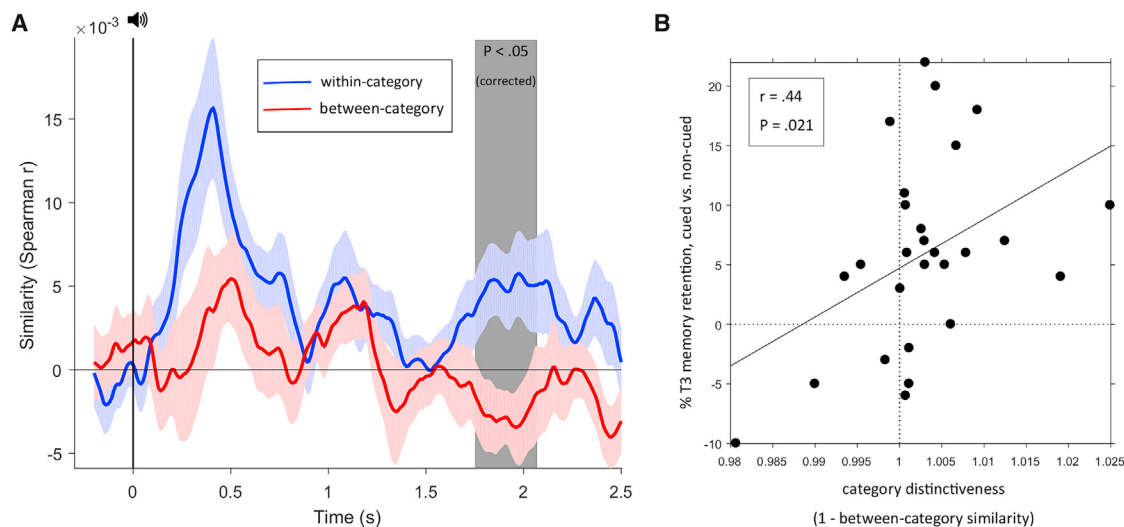 A
×10⁻³
P < .05
(corrected)
within-category
between-category
15
10
5
0
-5
Similarity (Spearman r)
0
0.5
1
1.5
2
2.5
Time (s)
B
r = .44
P = .021
20
15
10
5
0
-5
-10
% T3 memory retention, cued vs. non-cued
0.98
0.985
0.99
0.995
1
1.005
1.01
1.015
1.02
1.025
category distinctiveness
(1 - between-category similarity)